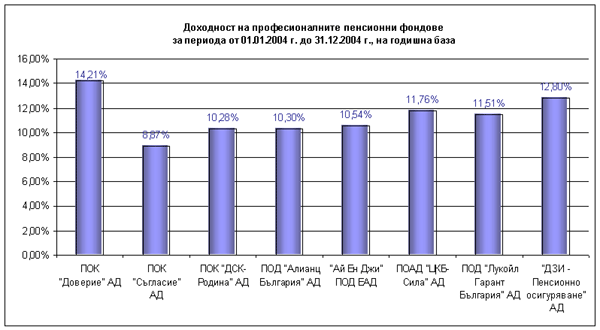 Доходност на професионалните пенсионни фондове
за периода от 01.01.2004 г. до 31.12.2004 г., на годишна база
16,00%
14,00%
12,00%
10,00%
8,00%
6,00%
4,00%
2,00%
0,00%
14,21%
8,87%
10,28%
10,30%
10,54%
11,76%
11,51%
12,80%
ПОК
"Доверие" АД
ПОК
"Съгласие"
АД
ПОК "ДСК-
Родина" АД
ПОД "Алианц
България" АД
"Ай Ен Джи"
ПОД ЕАД
ПОАД "ЦКБ-
Сила" АД
ПОД "Лукойл
Гарант
България" АД
"ДЗИ -
Пенсионно
осигуряване"
АД